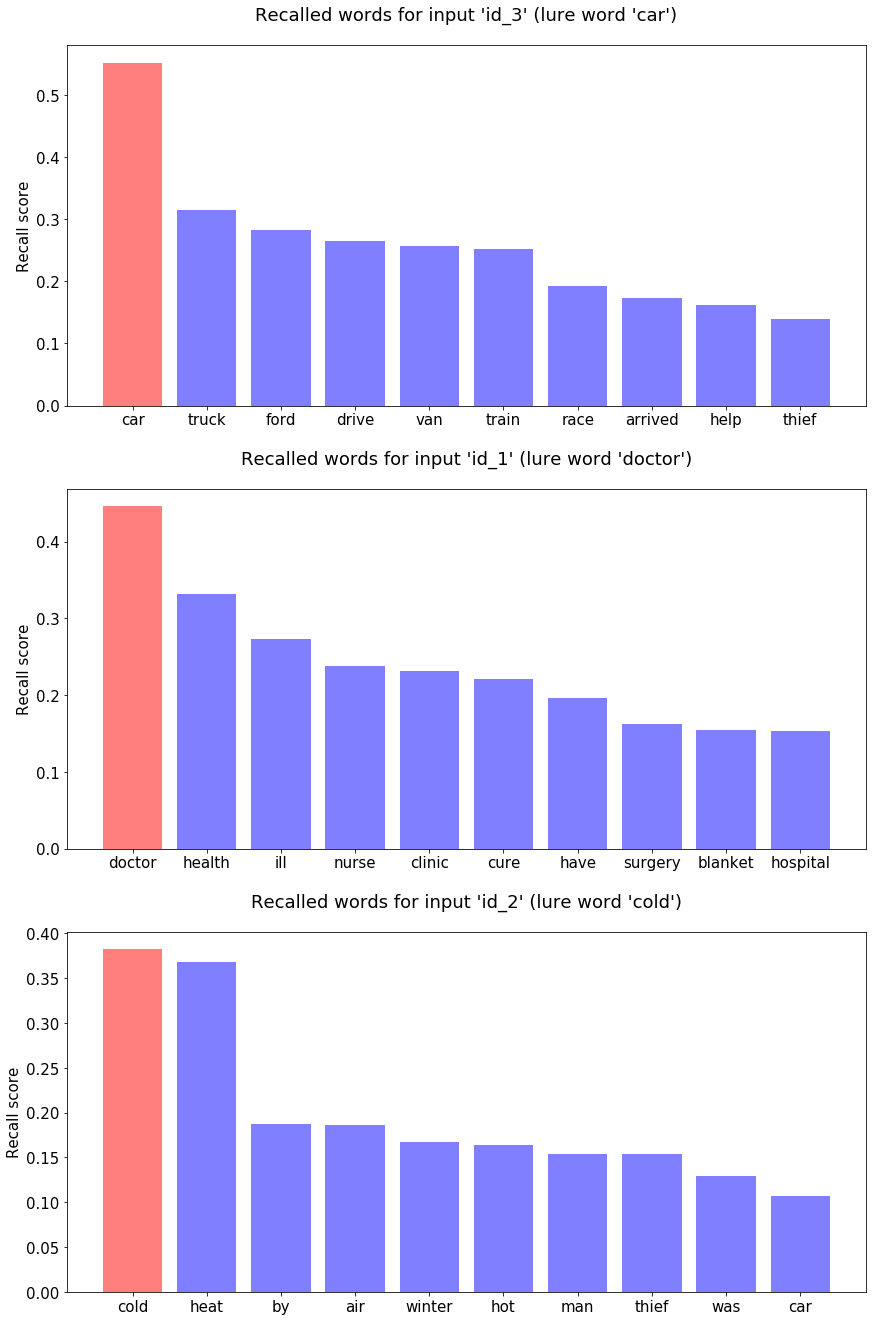 Recalled words for input 'id_3' (lure word 'car')
Recall score
0.5
0.4
0.3
0.2
0.1
0.0
car truck ford drive van train race arrived help thief
Recalled words for input 'id_1' (lure word 'doctor')
Recall score
0.4
0.3
0.2
0.1
0.0
doctor health ill nurse clinic cure have surgery blanket hospital
Recalled words for input 'id_2' (lure word 'cold')
Recall score
0.40
0.35
0.30
0.25
0.20
0.15
0.10
0.05
0.00
cold heat by air winter hot man thief was car